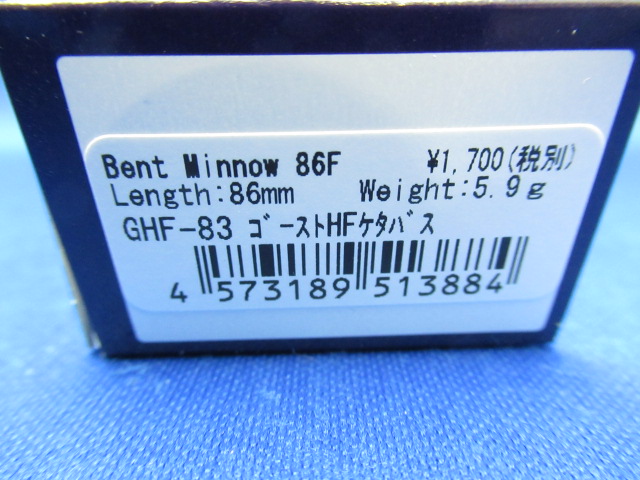 Bent Minnow 86F ¥1,700(税別)
Length:86mm Weight:5.9g
GHF-83 ｺﾞｰｽﾄHFｹﾀﾊﾞｽ
4 573189 513884